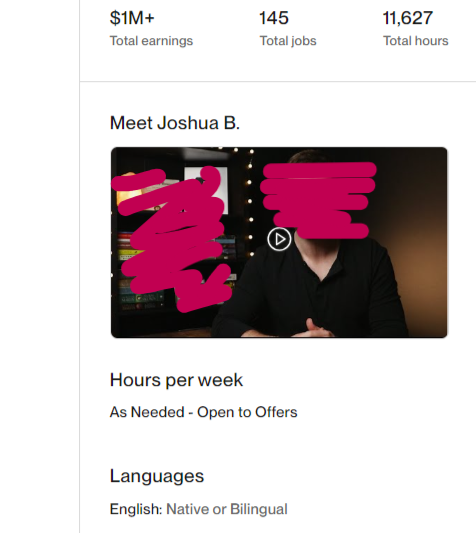 $1M+ 145 11,627
Total earnings Total jobs Total hours
Meet Joshua B.
Hours per week
As Needed - Open to Offers
Languages
English: Native or Bilingual